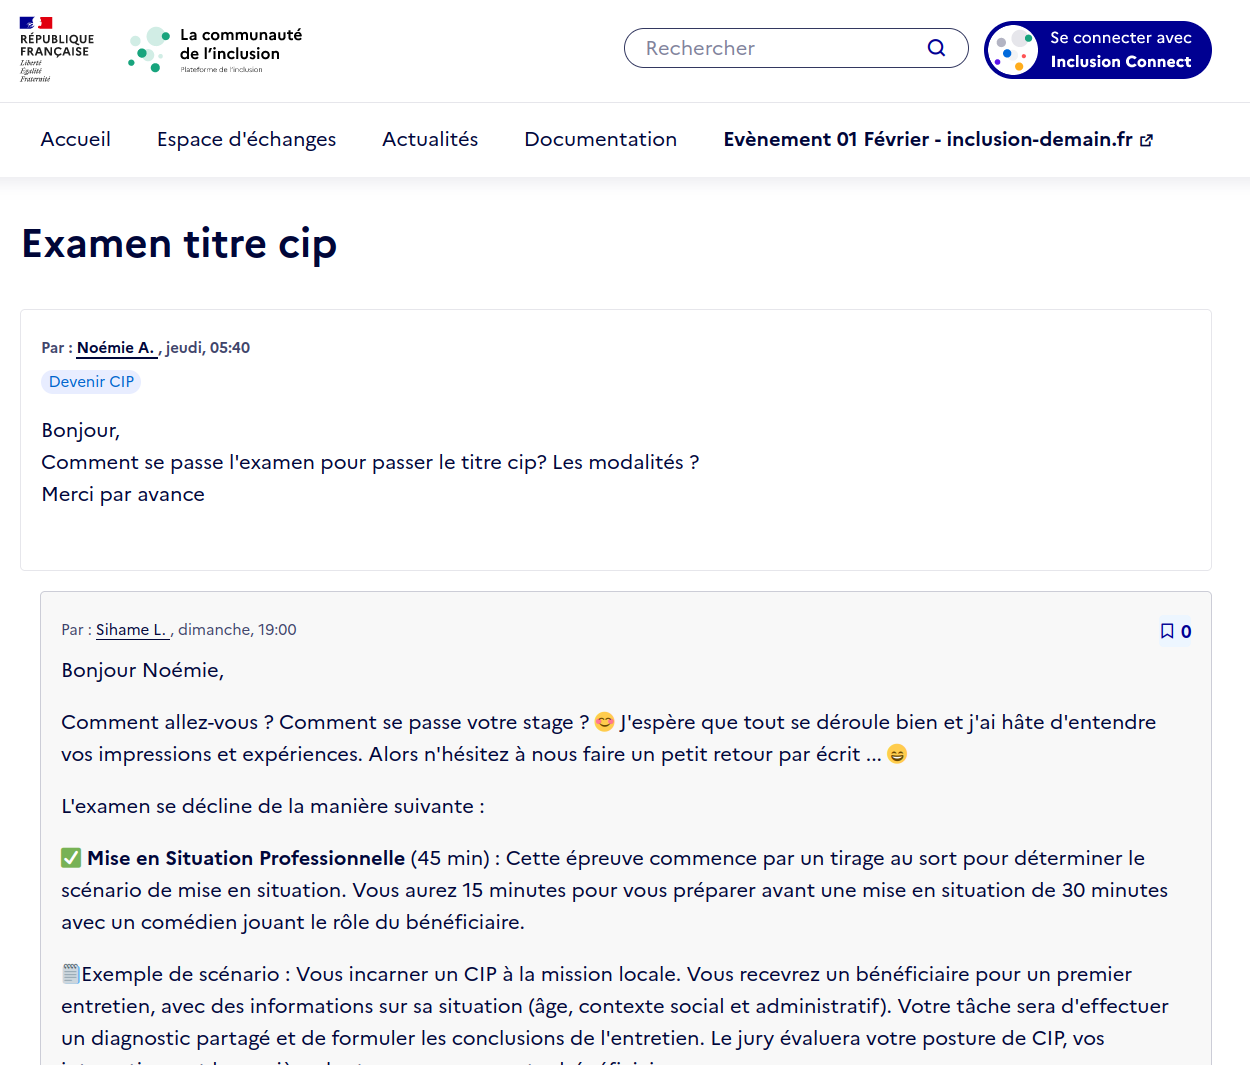 RÉPUBLIQUE
FRANÇAISE
Liberté
Égalité
Fraternité
La communauté
de l'inclusion
Plateforme de l'inclusion
Rechercher
Se connecter avec
Inclusion Connect
Accueil Espace d'échanges Actualités Documentation Evènement 01 Février - inclusion-demain.fr
Examen titre cip
Par : Noémie A. , jeudi, 05:40
Devenir CIP
Bonjour,
Comment se passe l'examen pour passer le titre cip? Les modalités ?
Merci par avance
Par : Sihame L. , dimanche, 19:00
0
Bonjour Noémie,
Comment allez-vous ? Comment se passe votre stage ? 😊 J'espère que tout se déroule bien et j'ai hâte d'entendre
vos impressions et expériences. Alors n'hésitez à nous faire un petit retour par écrit ... 😄
L'examen se décline de la manière suivante :
✅ Mise en Situation Professionnelle (45 min) : Cette épreuve commence par un tirage au sort pour déterminer le
scénario de mise en situation. Vous aurez 15 minutes pour vous préparer avant une mise en situation de 30 minutes
avec un comédien jouant le rôle du bénéficiaire.
🗒️Exemple de scénario : Vous incarner un CIP à la mission locale. Vous recevrez un bénéficiaire pour un premier
entretien, avec des informations sur sa situation (âge, contexte social et administratif). Votre tâche sera d'effectuer
un diagnostic partagé et de formuler les conclusions de l'entretien. Le jury évaluera votre posture de CIP, vos